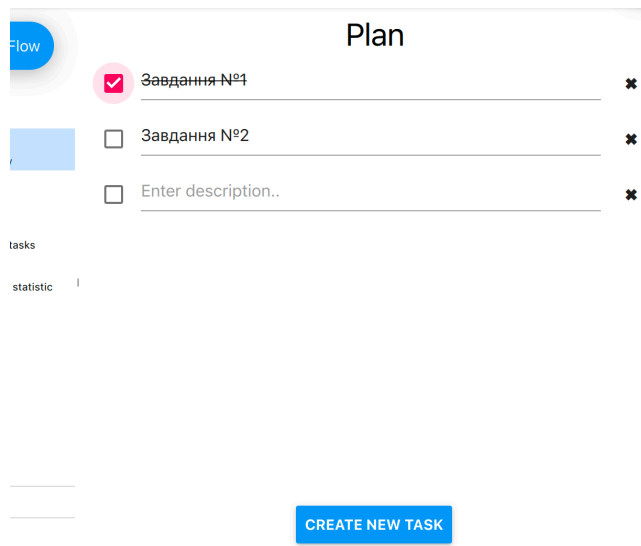 Plan
Flow
Завдання №1
Завдання №2
Enter description..
tasks
statistic
CREATE NEW TASK